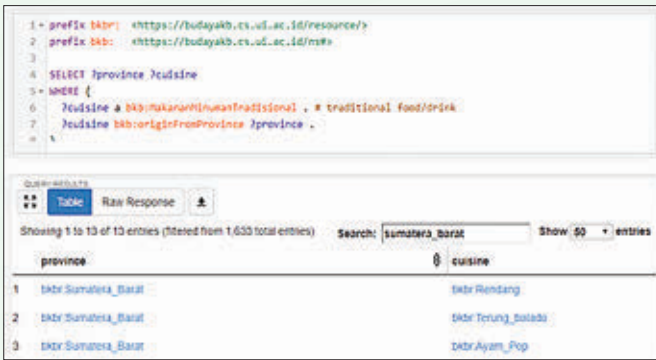 1 prefix bkbr: <https://budayakb.cs.ui.ac.id/resource/>
2 prefix bkb: <https://budayakb.cs.ui.ac.id/ns#>
3
4 SELECT ?province ?cuisine
5 WHERE {
6 ?cuisine a bkb:MakananMinumanTradisional . # traditional food/drink
7 ?cuisine bkb:originFromProvince ?province .
QUERY RESULTS
Table Raw Response
Showing 1 to 13 of 13 entries (filtered from 1,633 total entries) Search: sumatera_barat Show 50 entries
province cuisine
1 bkbr:Sumatera_Barat bkbr:Rendang
2 bkbr:Sumatera_Barat bkbr:Terung_balado
3 bkbr:Sumatera_Barat bkbr:Ayam_Pop